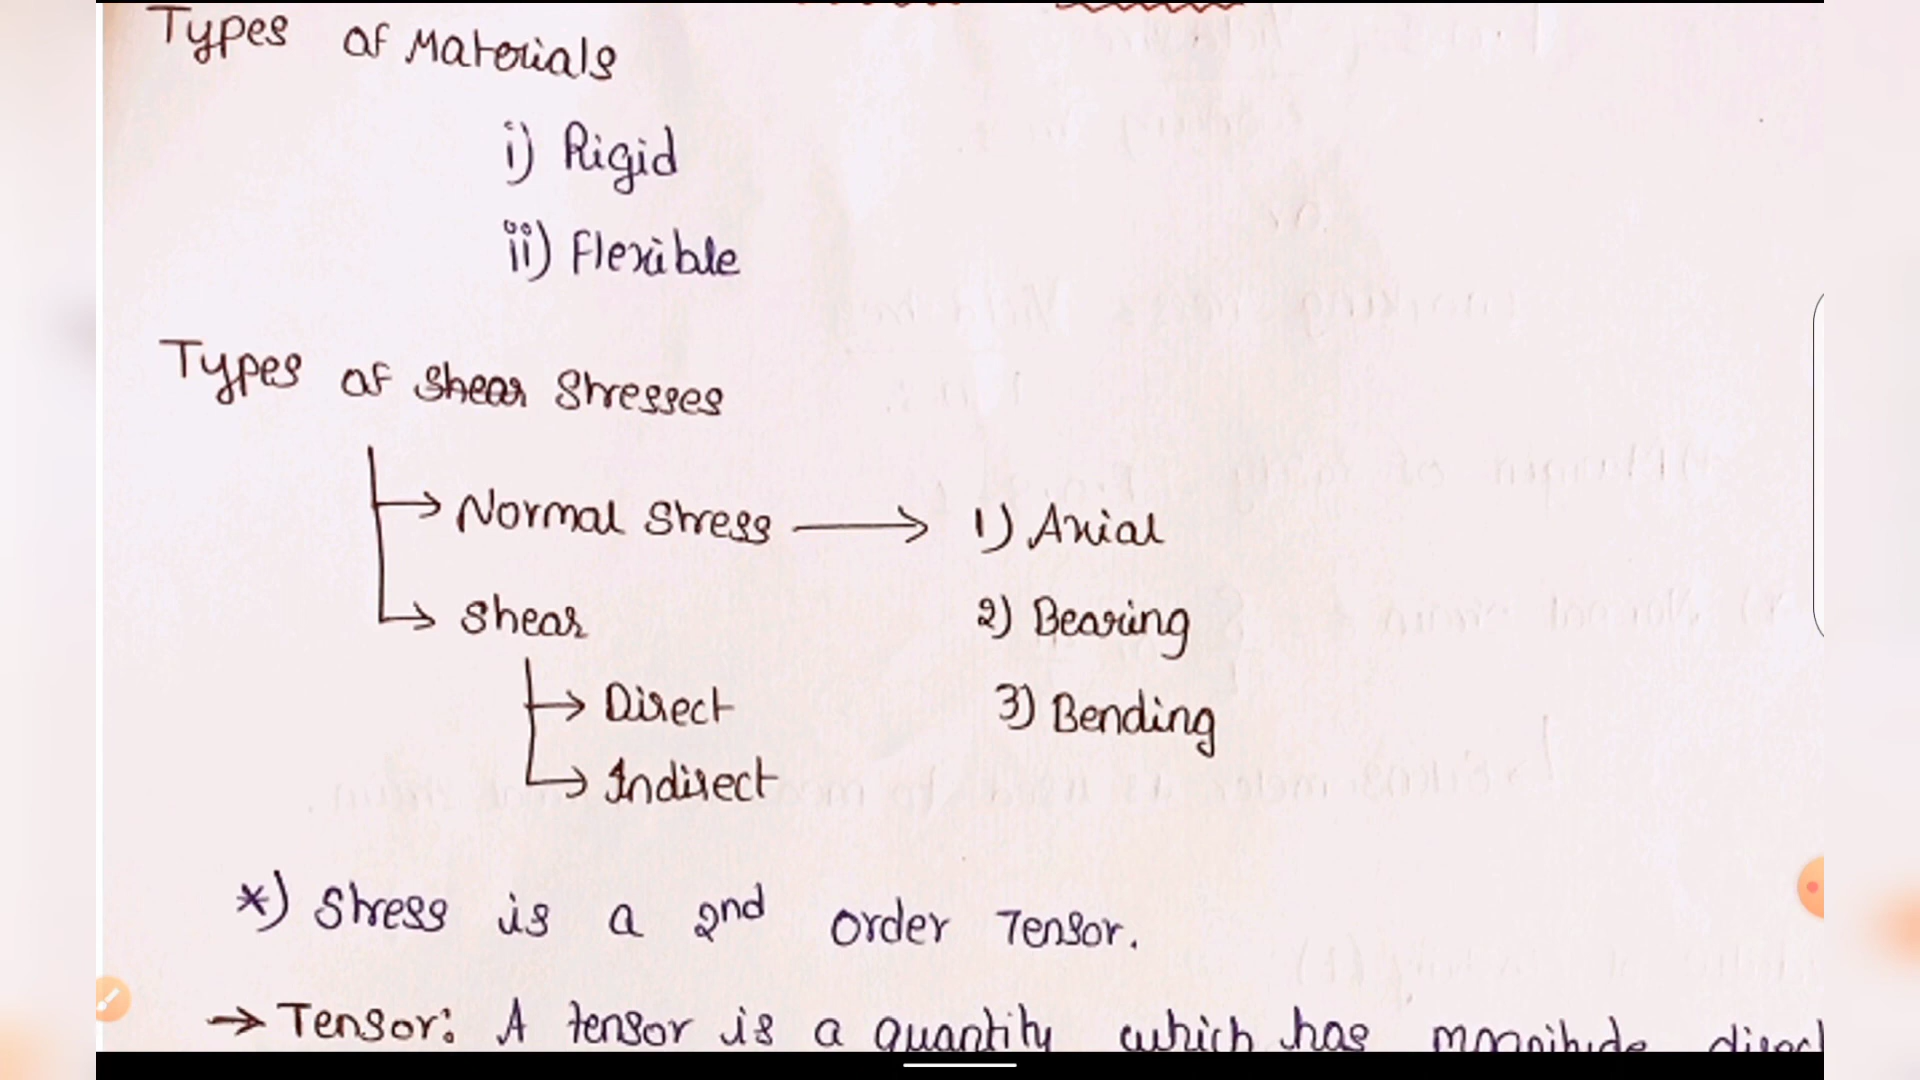 Types of Materials
i) Rigid
ii) Flexible
Types of Shear Stresses
Normal Stress → 1) Axial
Shear 2) Bearing
Direct 3) Bending
Indirect
*) Stress is a 2nd order Tensor.
→ Tensor: A tensor is a quantity which has magnitude